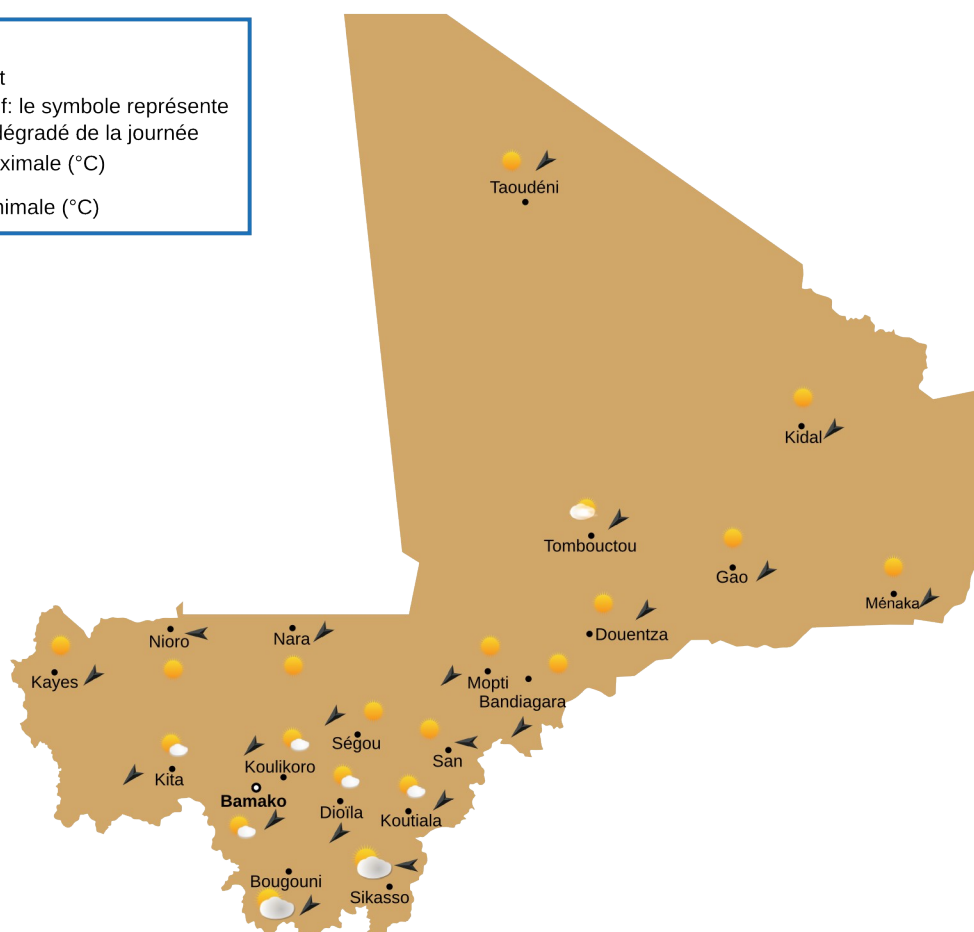 t
f: le symbole représente
dégradé de la journée
ximale (°C)
nimale (°C)
Taoudéni
Kidal
Tombouctou
Gao
Ménaka
Douentza
Nioro
Nara
Kayes
Mopti
Bandiagara
Ségou
San
Koulikoro
Kita
Bamako
Dioïla
Koutiala
Bougouni
Sikasso